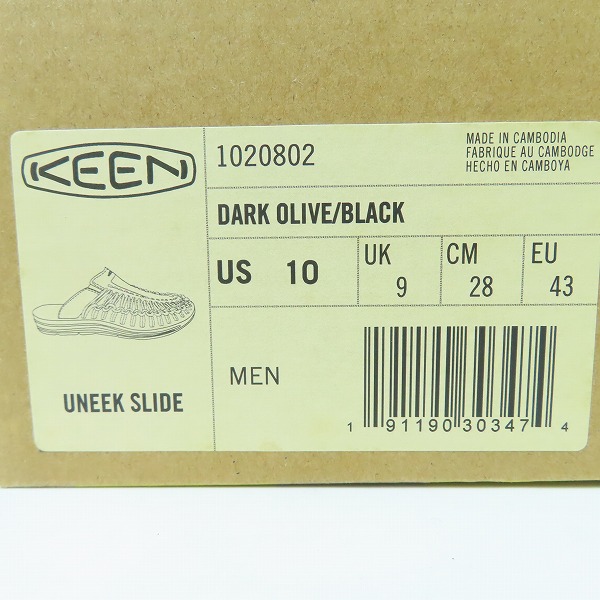 KEEN
1020802
MADE IN CAMBODIA
FABRIQUE AU CAMBODGE
HECHO EN CAMBOYA
DARK OLIVE/BLACK
US 10
UK 9
CM 28
EU 43
UNEEK SLIDE
MEN
1 91190 30347 4